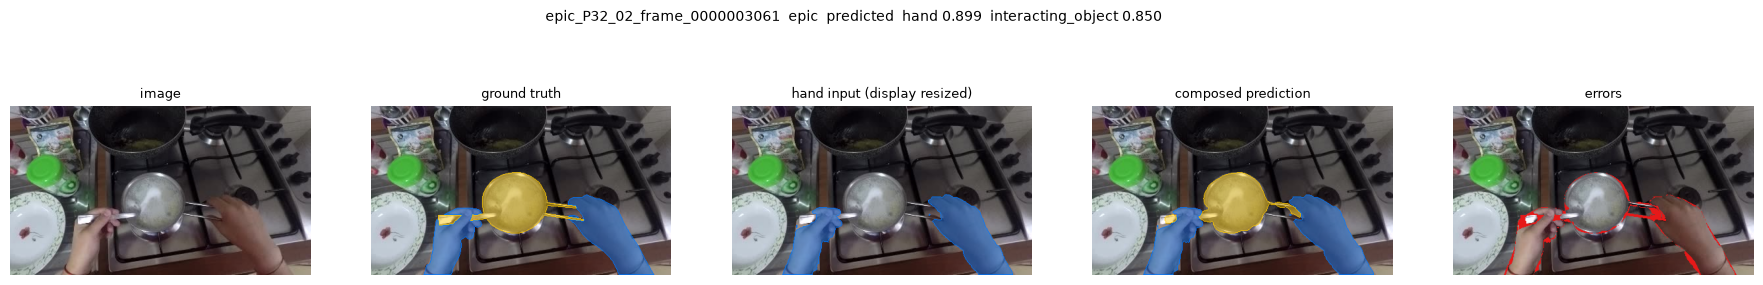 epic_P32_02_frame_0000003061 epic predicted hand 0.899 interacting_object 0.850
image
ground truth
hand input (display resized)
composed prediction
errors